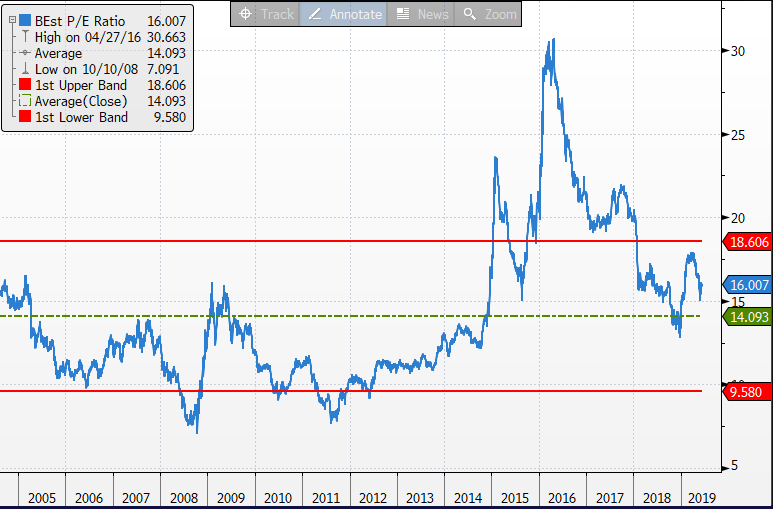 Track Annotate News Zoom
BEst P/E Ratio 16.007
High on 04/27/16 30.663
Average 14.093
Low on 10/10/08 7.091
1st Upper Band 18.606
Average(Close) 14.093
1st Lower Band 9.580
30
25
20
18.606
16.007
15
14.093
10
9.580
5
2005 2006 2007 2008 2009 2010 2011 2012 2013 2014 2015 2016 2017 2018 2019